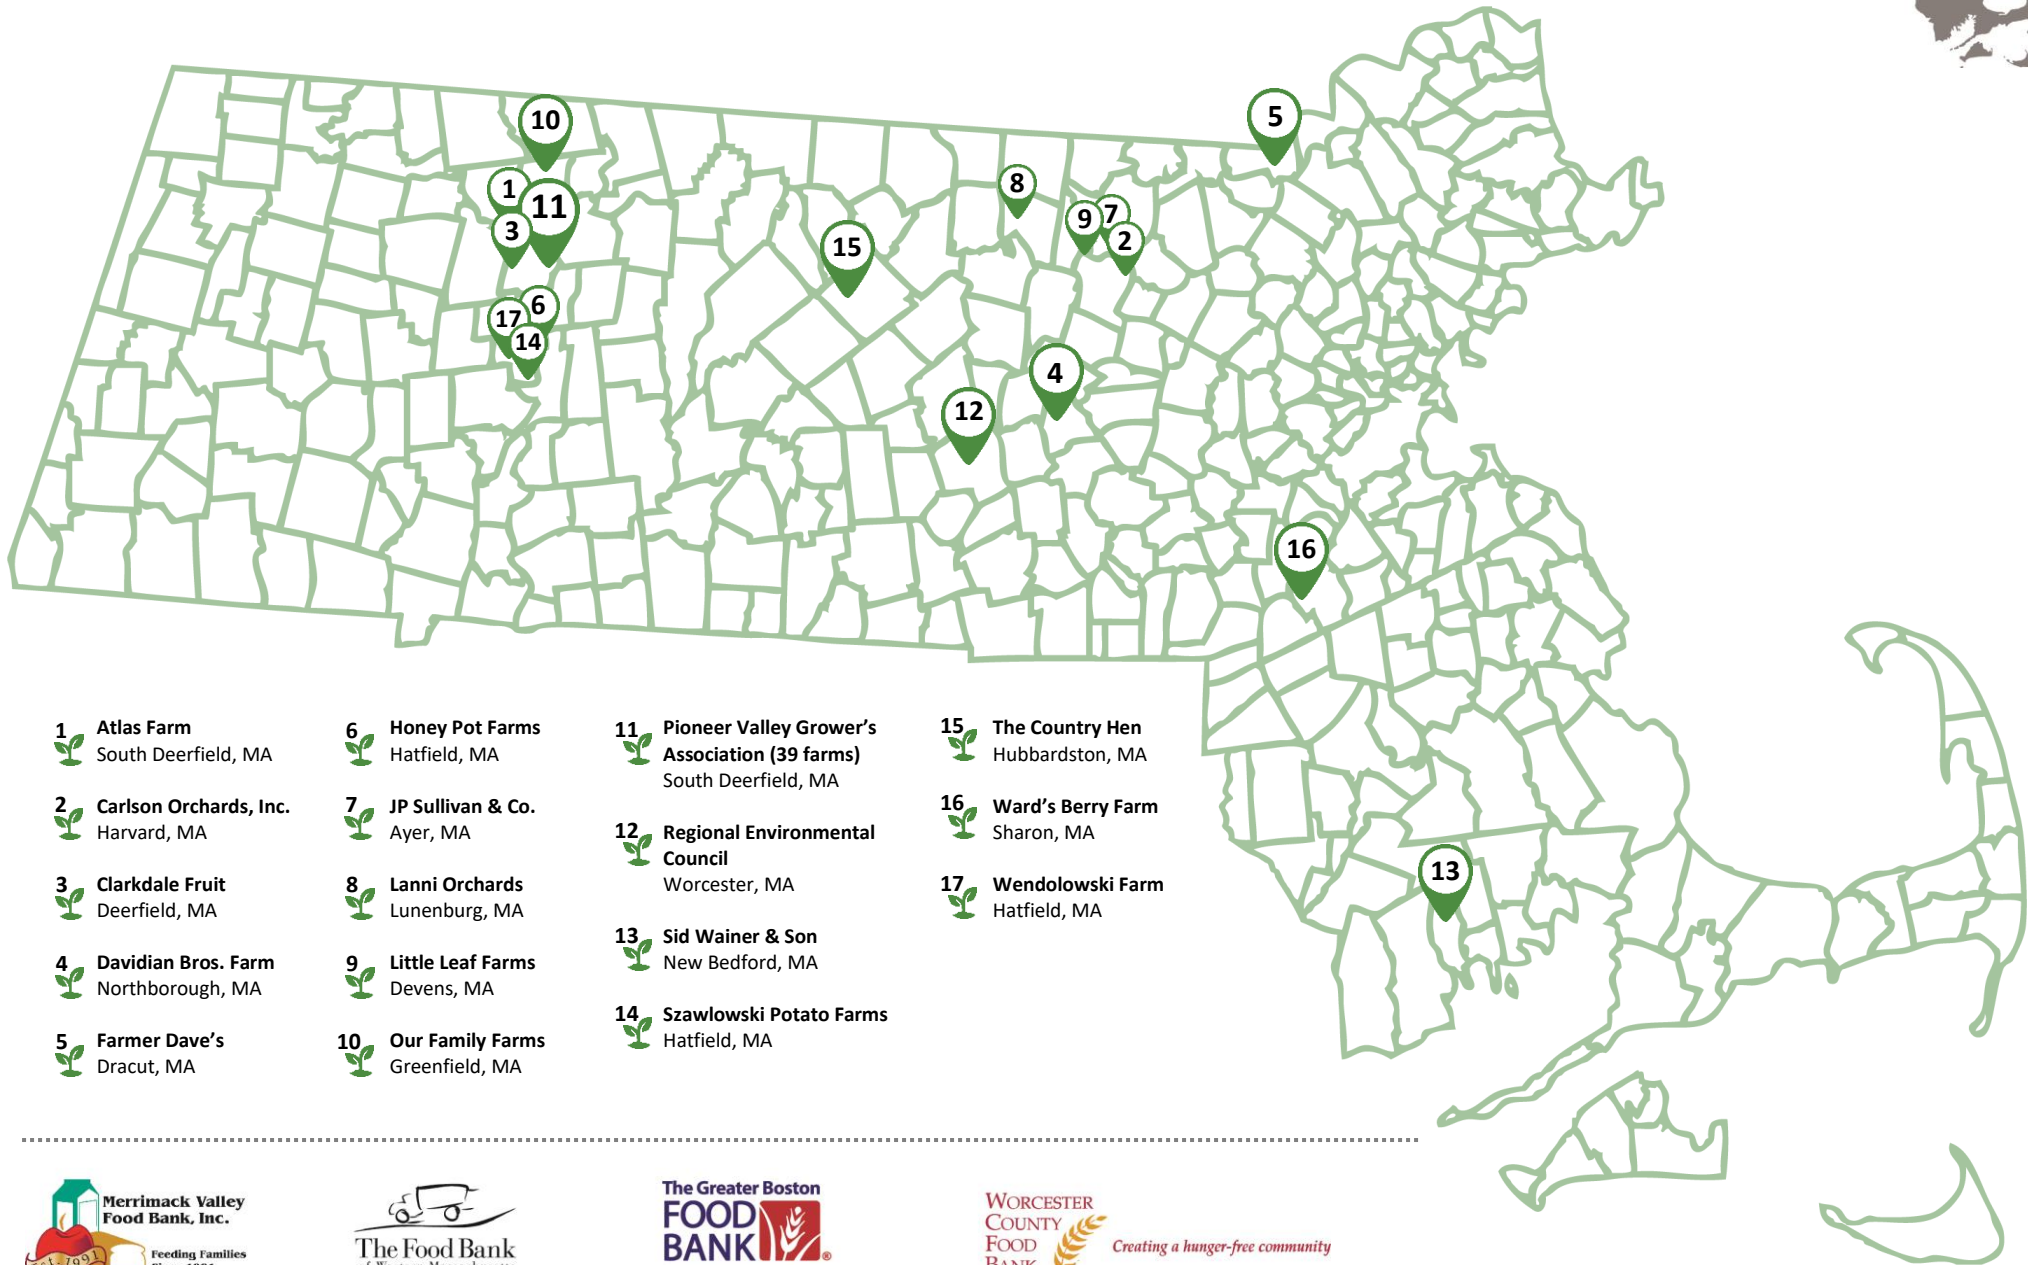 10
5
1
8
11
9
7
3
2
15
6
17
14
4
12
16
13
1 Atlas Farm
South Deerfield, MA
2 Carlson Orchards, Inc.
Harvard, MA
3 Clarkdale Fruit
Deerfield, MA
4 Davidian Bros. Farm
Northborough, MA
5 Farmer Dave’s
Dracut, MA
6 Honey Pot Farms
Hatfield, MA
7 JP Sullivan & Co.
Ayer, MA
8 Lanni Orchards
Lunenburg, MA
9 Little Leaf Farms
Devens, MA
10 Our Family Farms
Greenfield, MA
11 Pioneer Valley Grower’s
Association (39 farms)
South Deerfield, MA
12 Regional Environmental
Council
Worcester, MA
13 Sid Wainer & Son
New Bedford, MA
14 Szawlowski Potato Farms
Hatfield, MA
15 The Country Hen
Hubbardston, MA
16 Ward’s Berry Farm
Sharon, MA
17 Wendolowski Farm
Hatfield, MA
Merrimack Valley
Food Bank, Inc.
Feeding Families
The Food Bank
The Greater Boston
FOOD
BANK
WORCESTER
COUNTY
FOOD
BANK
Creating a hunger-free community